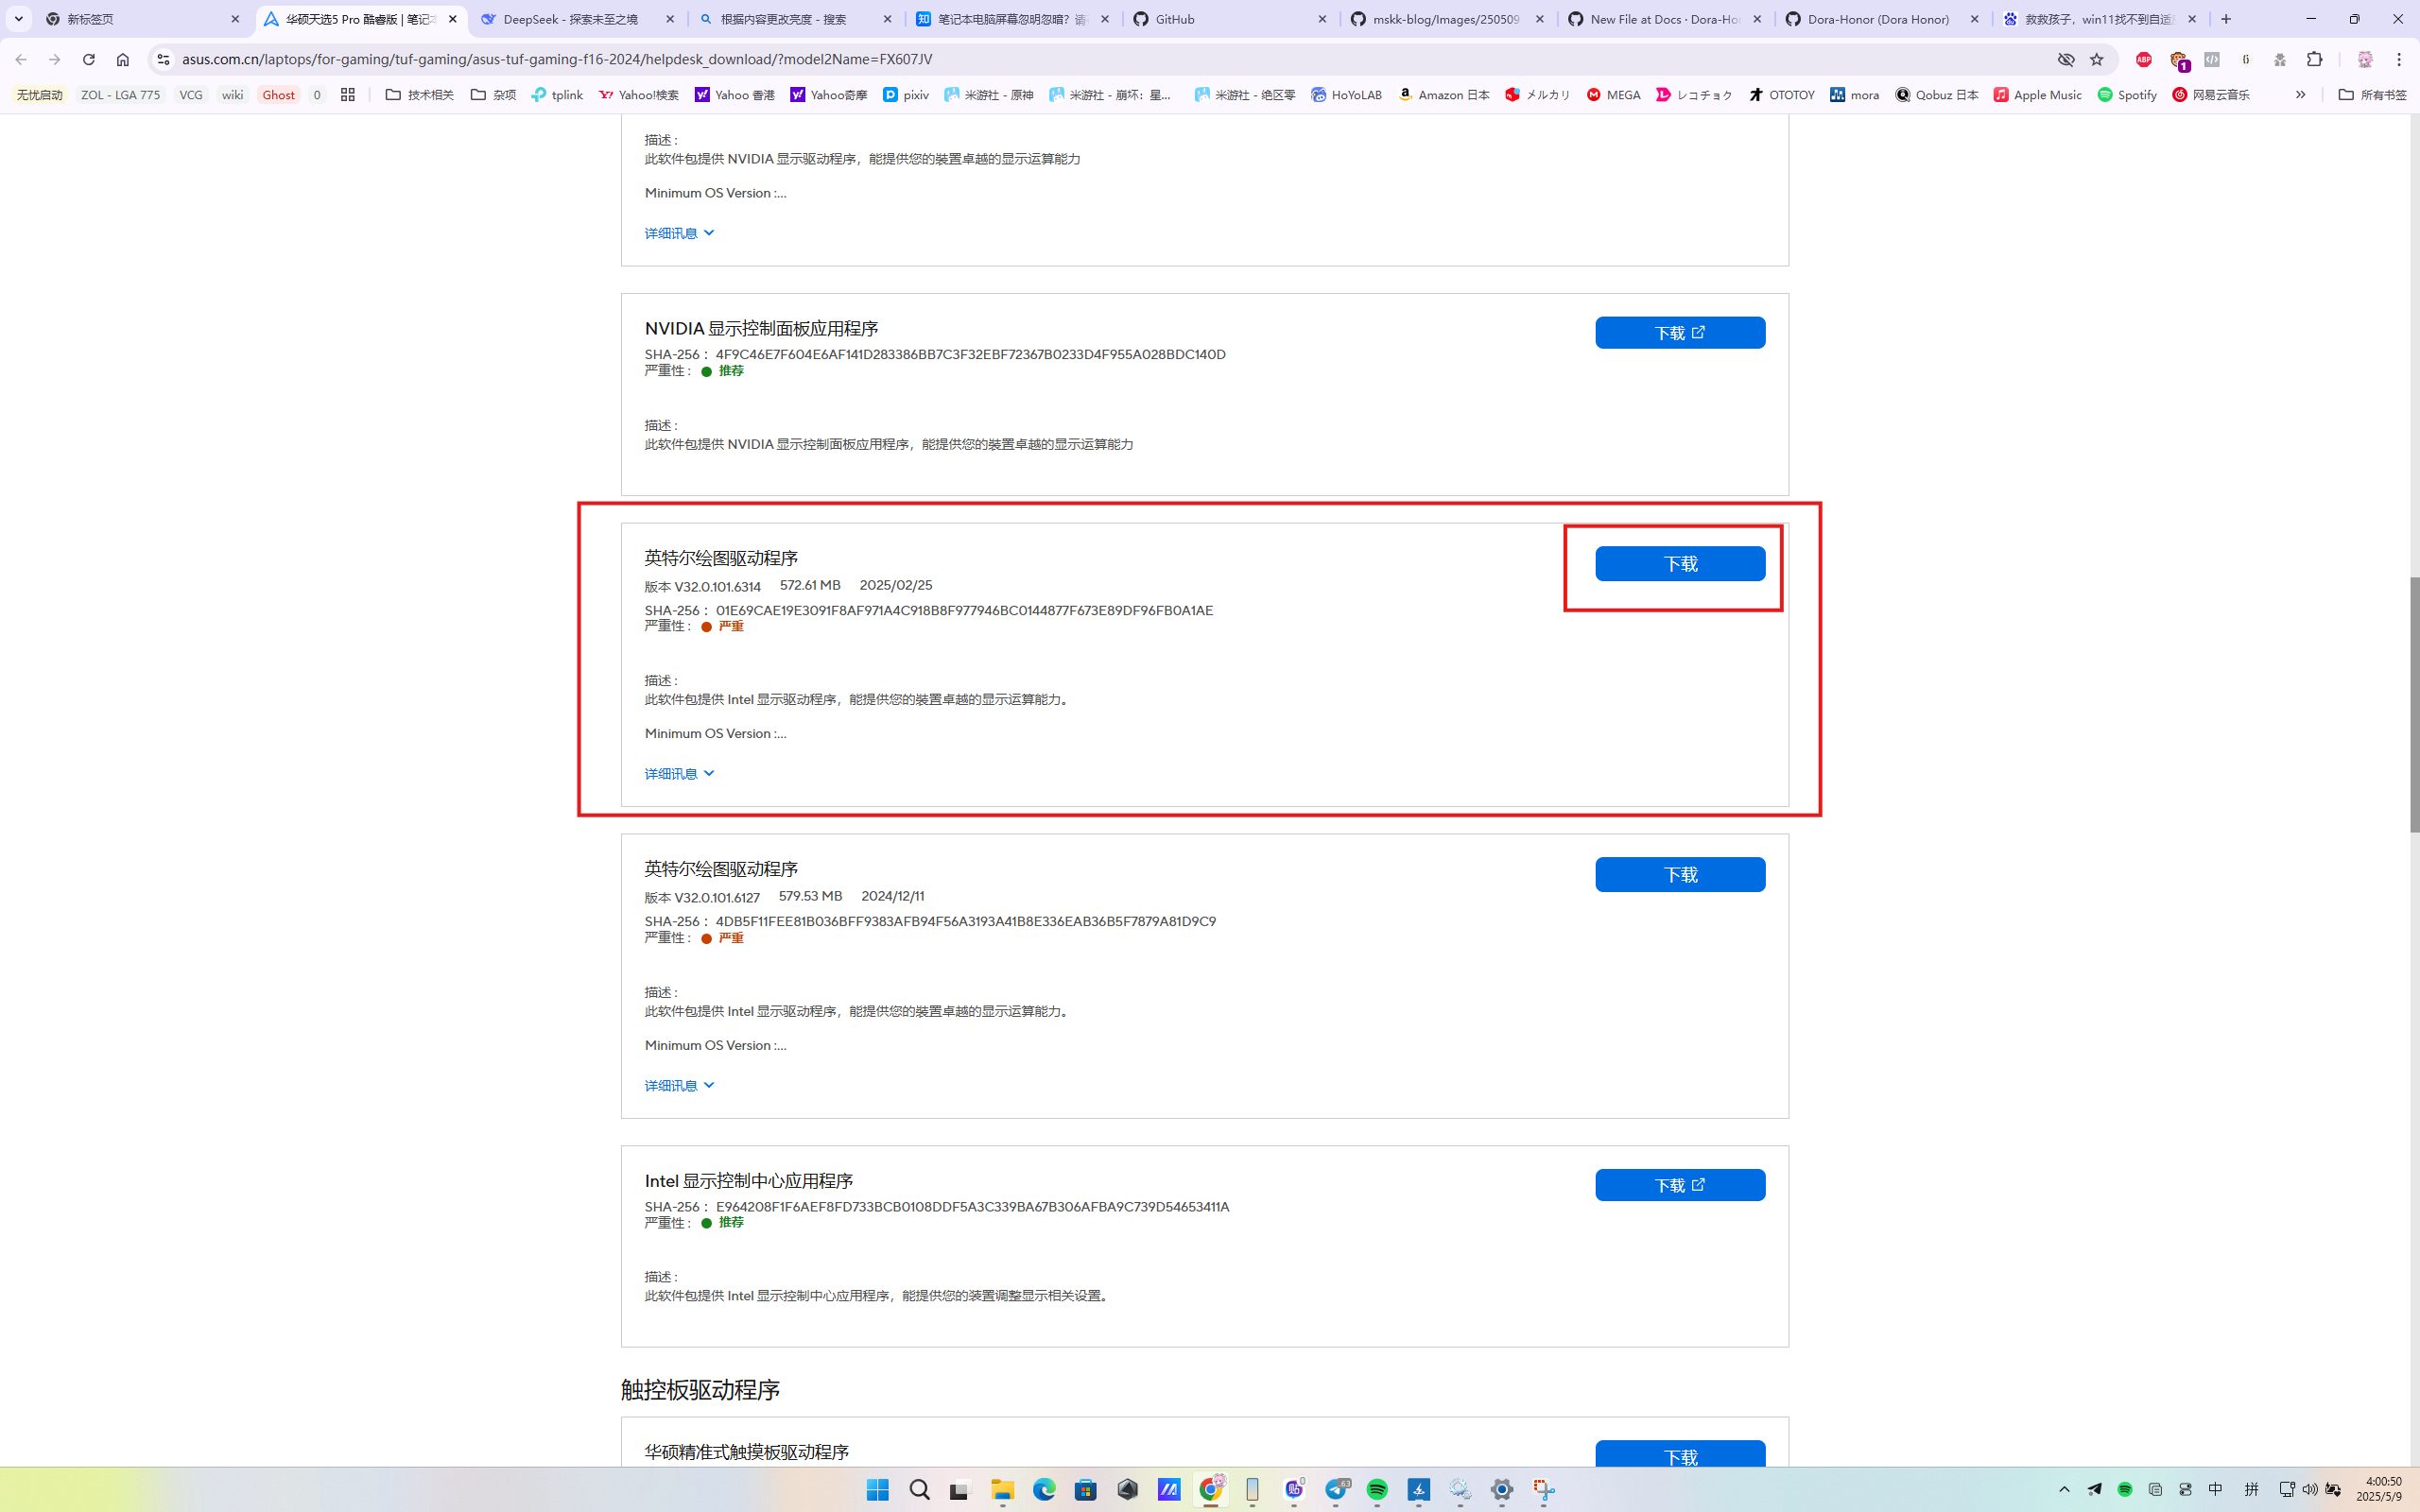 新标签页
华硕天选5 Pro 酷睿版 | 笔记本
DeepSeek - 探索未至之境
根据内容更改亮度 - 搜索
笔记本电脑屏幕忽明忽暗？请
GitHub
mskk-blog/Images/250509
New File at Docs · Dora-Ho
Dora-Honor (Dora Honor)
救救孩子，win11找不到自适
asus.com.cn/laptops/for-gaming/tuf-gaming/asus-tuf-gaming-f16-2024/helpdesk_download/?model2Name=FX607JV
ABP
1
无忧启动
ZOL - LGA 775
VCG
wiki
Ghost
0
技术相关
杂项
tplink
Yahoo!検索
Yahoo 香港
Yahoo奇摩
pixiv
米游社 - 原神
米游社 - 崩坏：星...
米游社 - 绝区零
HoYoLAB
Amazon 日本
メルカリ
MEGA
レコチョク
OTOTOY
mora
Qobuz 日本
Apple Music
Spotify
网易云音乐
所有书签
描述 :
此软件包提供 NVIDIA 显示驱动程序，能提供您的裝置卓越的显示运算能力
Minimum OS Version :...
详细讯息
NVIDIA 显示控制面板应用程序
下载
SHA-256 : 4F9C46E7F604E6AF141D283386BB7C3F32EBF72367B0233D4F955A028BDC140D
严重性 : 推荐
描述 :
此软件包提供 NVIDIA 显示控制面板应用程序，能提供您的裝置卓越的显示运算能力
英特尔绘图驱动程序
下载
版本 V32.0.101.6314 572.61 MB 2025/02/25
SHA-256 : 01E69CAE19E3091F8AF971A4C918B8F977946BC0144877F673E89DF96FB0A1AE
严重性 : 严重
描述 :
此软件包提供 Intel 显示驱动程序，能提供您的裝置卓越的显示运算能力。
Minimum OS Version :...
详细讯息
英特尔绘图驱动程序
下载
版本 V32.0.101.6127 579.53 MB 2024/12/11
SHA-256 : 4DB5F11FEE81B036BFF9383AFB94F56A3193A41B8E336EAB36B5F7879A81D9C9
严重性 : 严重
描述 :
此软件包提供 Intel 显示驱动程序，能提供您的裝置卓越的显示运算能力。
Minimum OS Version :...
详细讯息
Intel 显示控制中心应用程序
下载
SHA-256 : E964208F1F6AEF8FD733BCB0108DDF5A3C339BA67B306AFBA9C739D54653411A
严重性 : 推荐
描述 :
此软件包提供 Intel 显示控制中心应用程序，能提供您的装置调整显示相关设置。
触控板驱动程序
华硕精准式触摸板驱动程序
下载
中
拼
4:00:50
2025/5/9